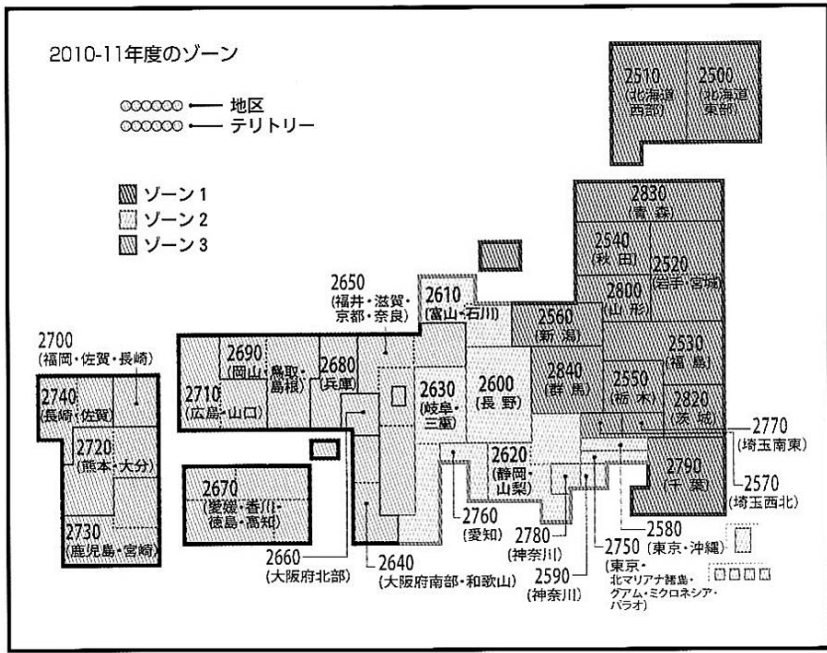 2010-11年度のゾーン
地区
テリトリー
ゾーン1
ゾーン2
ゾーン3
2510
(北海道
西部)
2500
(北海道
東部)
2830
(青森)
2540
(秋田)
2520
(岩手・宮城)
2800
(山形)
2650
(福井・滋賀・
京都・奈良)
2610
(富山・石川)
2560
(新潟)
2530
(福島)
2700
(福岡・佐賀・長崎)
2690
(岡山・鳥取・
島根)
2680
(兵庫)
2740
(長崎・佐賀)
2710
(広島・山口)
2630
(岐阜・
三重)
2600
(長野)
2840
(群馬)
2550
(栃木)
2820
(茨城)
2720
(熊本・大分)
2770
(埼玉南東)
2620
(静岡・
山梨)
2790
(千葉)
2570
(埼玉西北)
2670
(愛媛・香川・
徳島・高知)
2730
(鹿児島・宮崎)
2760
(愛知)
2780
(神奈川)
2580
(東京・沖縄)
2660
(大阪府北部)
2640
(大阪府南部・和歌山)
2590
(神奈川)
2750
(東京・
北マリアナ諸島・
グアム・ミクロネシア・
パラオ)